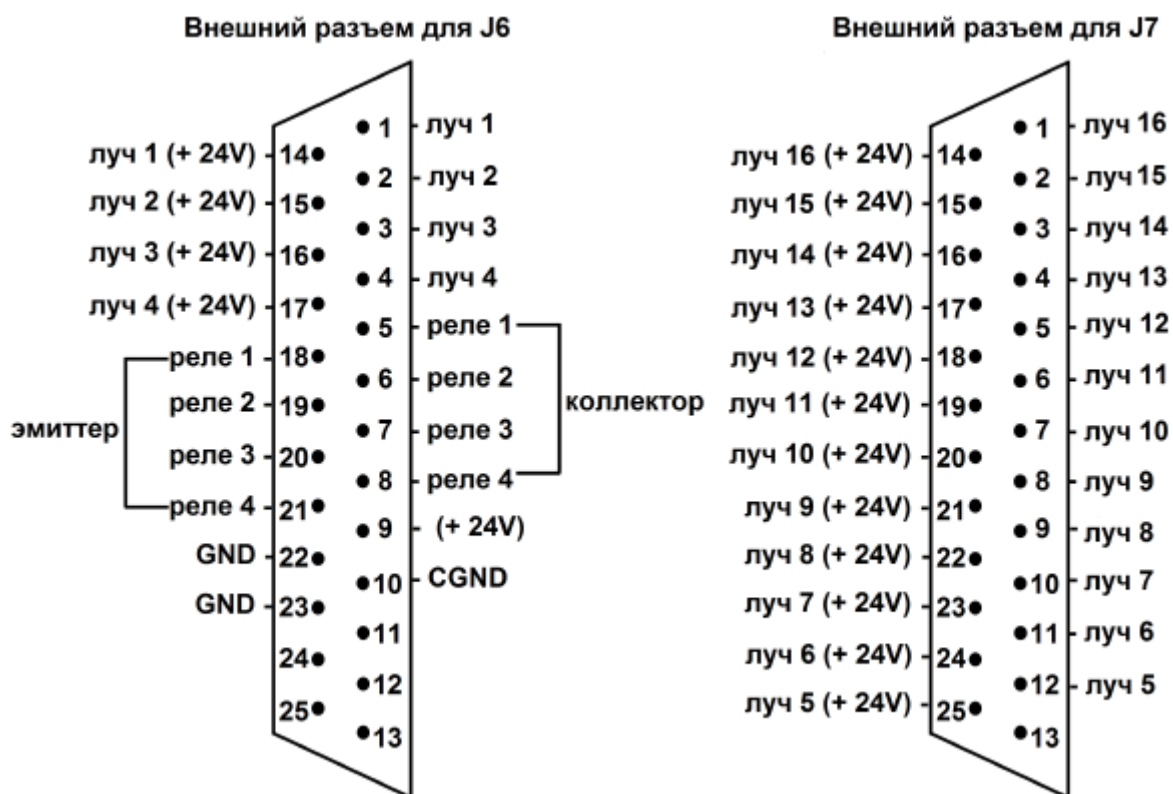 Внешний разъем для J6
Внешний разъем для J7
1 луч 1
луч 1 (+ 24V) 14
2 луч 2
луч 2 (+ 24V) 15
3 луч 3
луч 3 (+ 24V) 16
4 луч 4
луч 4 (+ 24V) 17
5 реле 1
реле 1 18
6 реле 2
коллектор
реле 2 19
эмиттер
7 реле 3
реле 3 20
8 реле 4
реле 4 21
9 (+ 24V)
GND 22
10 CGND
GND 23
11
24
12
25
13
1 луч 16
луч 16 (+ 24V) 14
2 луч 15
луч 15 (+ 24V) 15
3 луч 14
луч 14 (+ 24V) 16
4 луч 13
луч 13 (+ 24V) 17
5 луч 12
луч 12 (+ 24V) 18
6 луч 11
луч 11 (+ 24V) 19
7 луч 10
луч 10 (+ 24V) 20
8 луч 9
луч 9 (+ 24V) 21
9 луч 8
луч 8 (+ 24V) 22
10 луч 7
луч 7 (+ 24V) 23
11 луч 6
луч 6 (+ 24V) 24
12 луч 5
луч 5 (+ 24V) 25
13